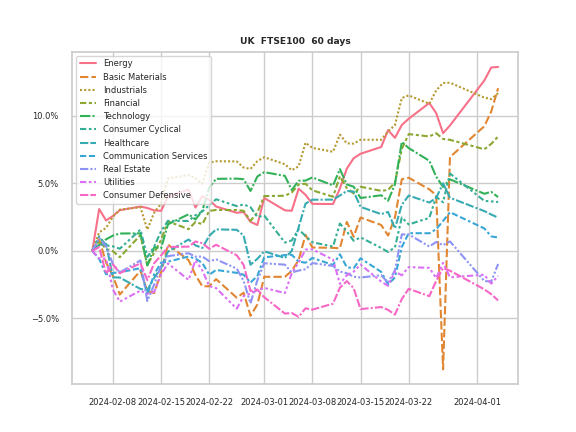 UK  FTSE100  60 days
Energy
Basic Materials
Industrials
Financial
Technology
Consumer Cyclical
Healthcare
Communication Services
Real Estate
Utilities
Consumer Defensive
10.0%
5.0%
0.0%
−5.0%
2024-02-08 2024-02-15 2024-02-22 2024-03-01 2024-03-08 2024-03-15 2024-03-22 2024-04-01